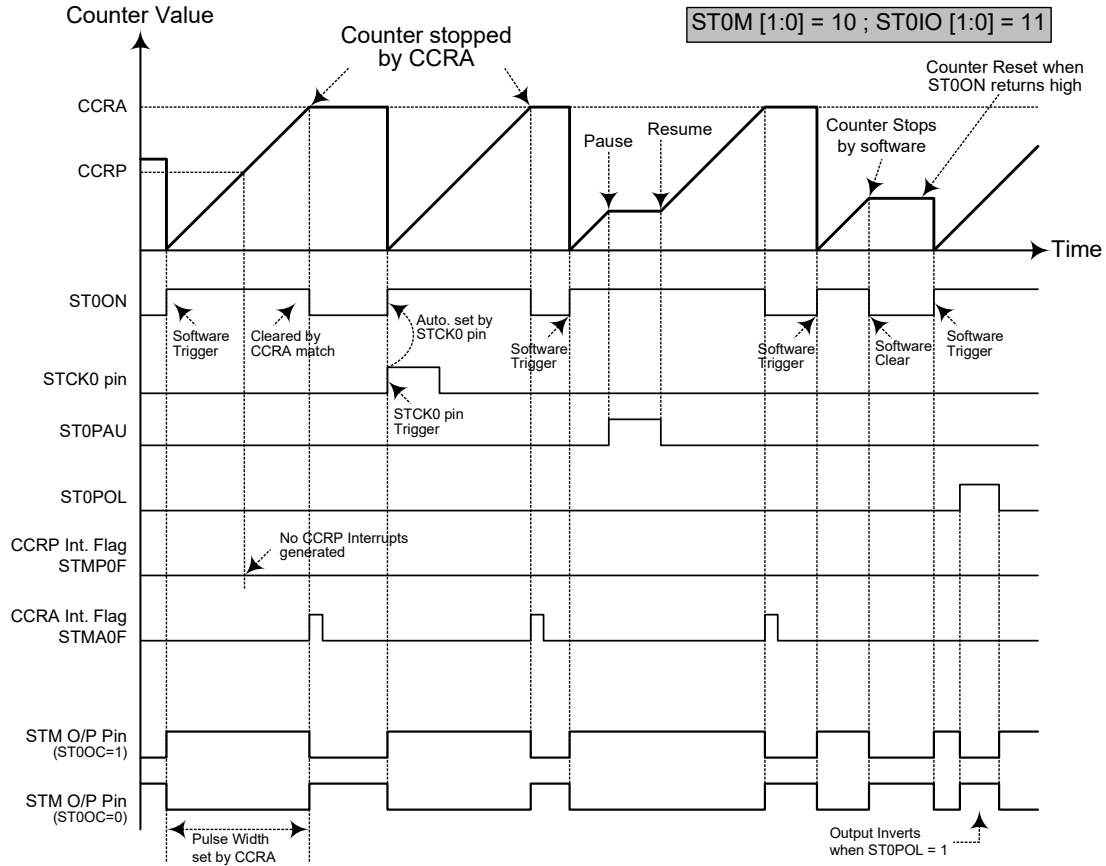 Counter Value
ST0M [1:0] = 10 ; ST0IO [1:0] = 11
Counter stopped
by CCRA
Counter Reset when
ST0ON returns high
CCRA
Pause
Resume
Counter Stops
by software
CCRP
Time
ST0ON
Software
Trigger
Cleared by
CCRA match
Auto. set by
STCK0 pin
Software
Trigger
Software
Trigger
Software
Clear
Software
Trigger
STCK0 pin
STCK0 pin
Trigger
ST0PAU
ST0POL
No CCRP Interrupts
generated
CCRP Int. Flag
STMP0F
CCRA Int. Flag
STMA0F
STM O/P Pin
(ST0OC=1)
STM O/P Pin
(ST0OC=0)
Pulse Width
set by CCRA
Output Inverts
when ST0POL = 1